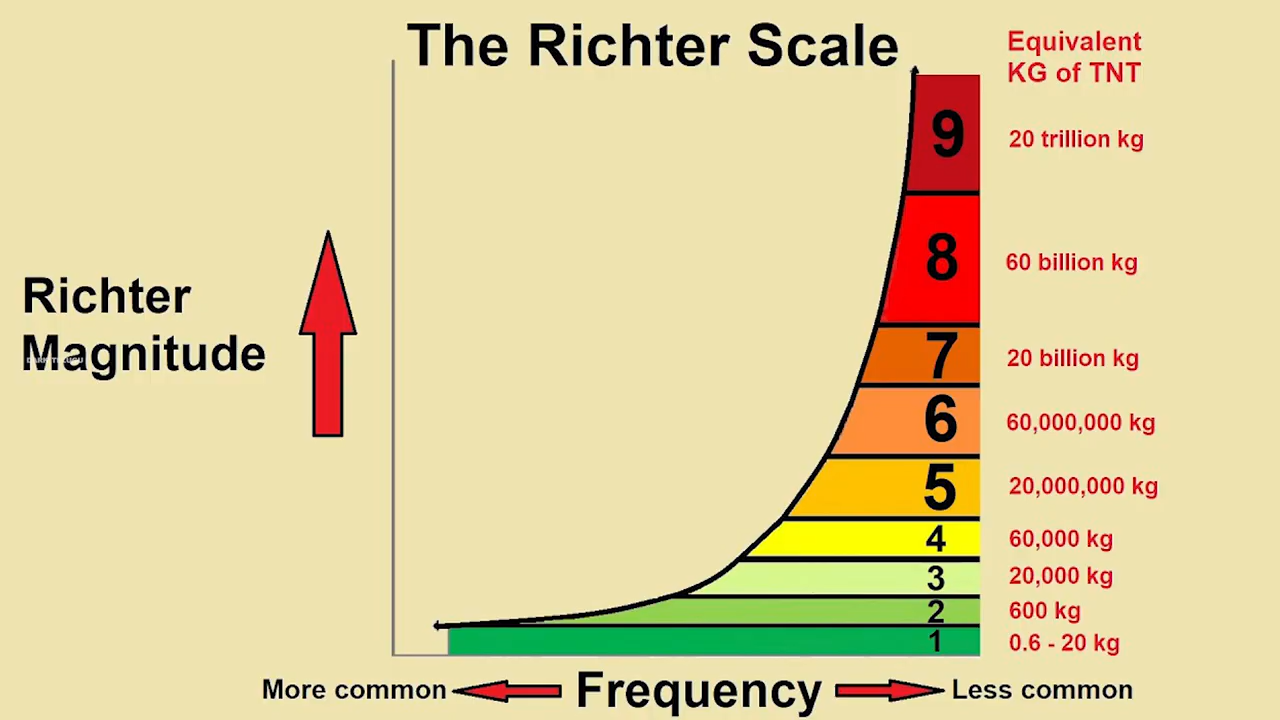 The Richter Scale
Equivalent
KG of TNT
9
20 trillion kg
8
60 billion kg
Richter
Magnitude
7
20 billion kg
6
60,000,000 kg
5
20,000,000 kg
4
60,000 kg
3
20,000 kg
2
600 kg
1
0.6 - 20 kg
More common
Frequency
Less common